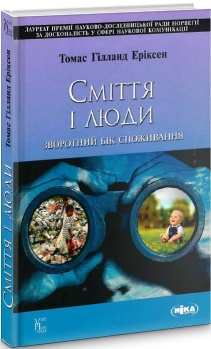 ЛАУРЕАТ ПРЕМІЇ НАУКОВО-ДОСЛІДНИЦЬКОЇ РАДИ НОРВЕГІЇ
ЗА ДОСКОНАЛІСТЬ У СФЕРІ НАУКОВОЇ КОМУНІКАЦІЇ
Томас Гілланд Еріксен
СМІТТЯ
І ЛЮДИ
ЗВОРОТНИЙ БІК СПОЖИВАННЯ
НІКА
Томас Гілланд Еріксен
СМІТТЯ І ЛЮДИ